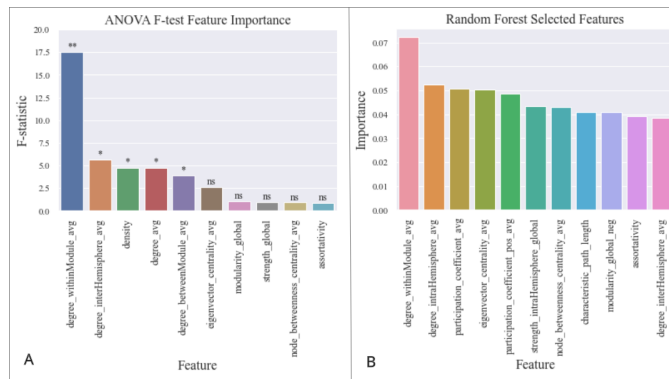 ANOVA F-test Feature Importance
F-statistic
20.0
17.5
15.0
12.5
10.0
7.5
5.0
2.5
0.0
**
*
*
*
*
ns
ns
ns
ns
ns
degree_withinModule_avg
degree_interHemisphere_avg
density
degree_avg
degree_betweenModule_avg
eigenvector_centrality_avg
modularity_global
strength_global
node_betweenness_centrality_avg
assortativity
Feature
A
Random Forest Selected Features
Importance
0.07
0.06
0.05
0.04
0.03
0.02
0.01
0.00
degree_withinModule_avg
degree_intraHemisphere_avg
participation_coefficient_avg
eigenvector_centrality_avg
participation_coefficient_pos_avg
strength_intraHemisphere_global
node_betweenness_centrality_avg
characteristic_path_length
modularity_global_neg
assortativity
degree_interHemisphere_avg
Feature
B